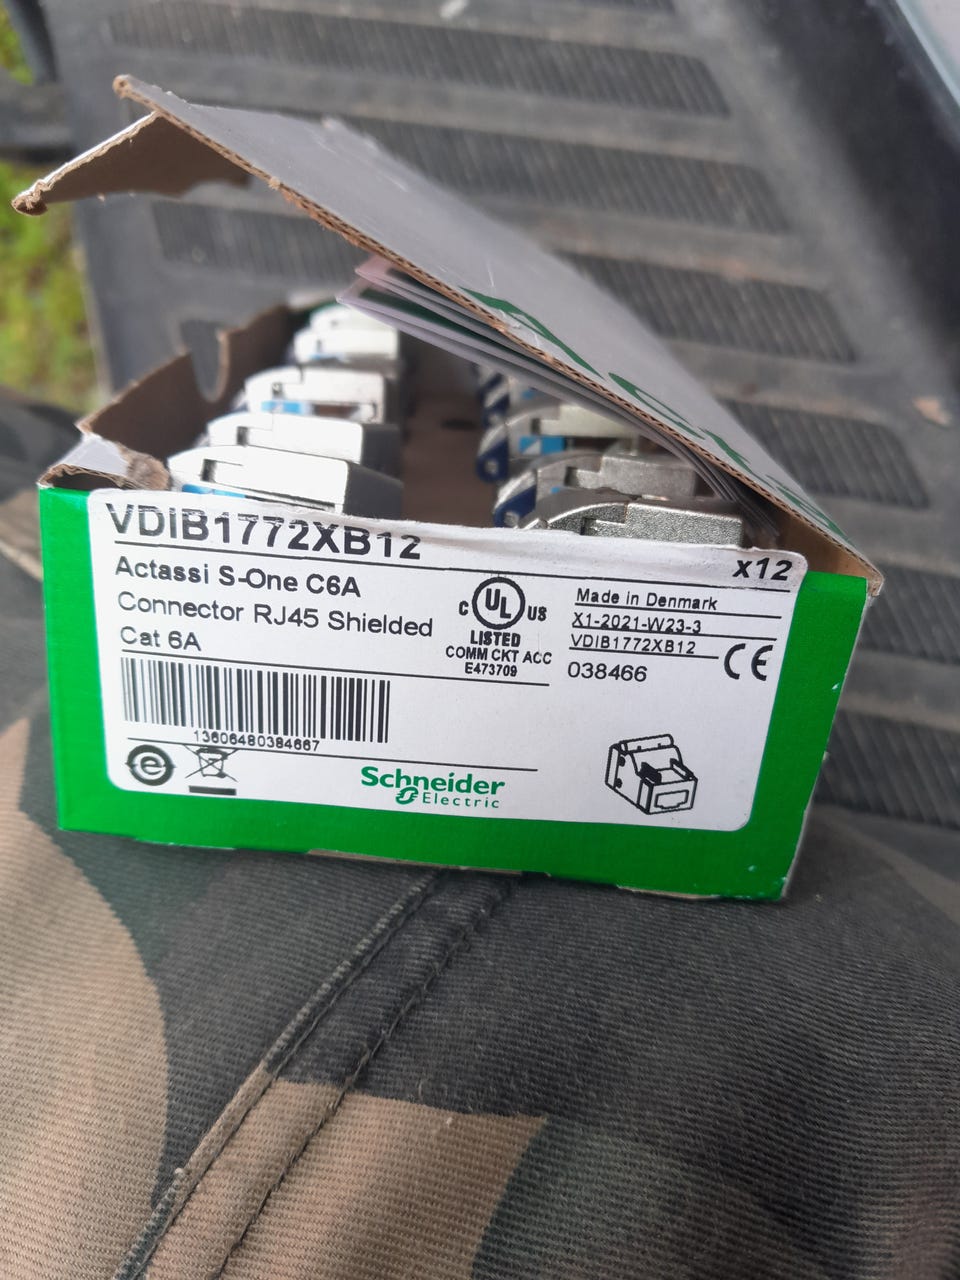 VDIB1772XB12
x12
Actassi S-One C6A
Connector RJ45 Shielded
Cat 6A
C UL US
LISTED
COMM CKT ACC
E473709
Made in Denmark
X1-2021-W23-3
VDIB1772XB12
038466
CE
13606480384667
e
Schneider
Electric